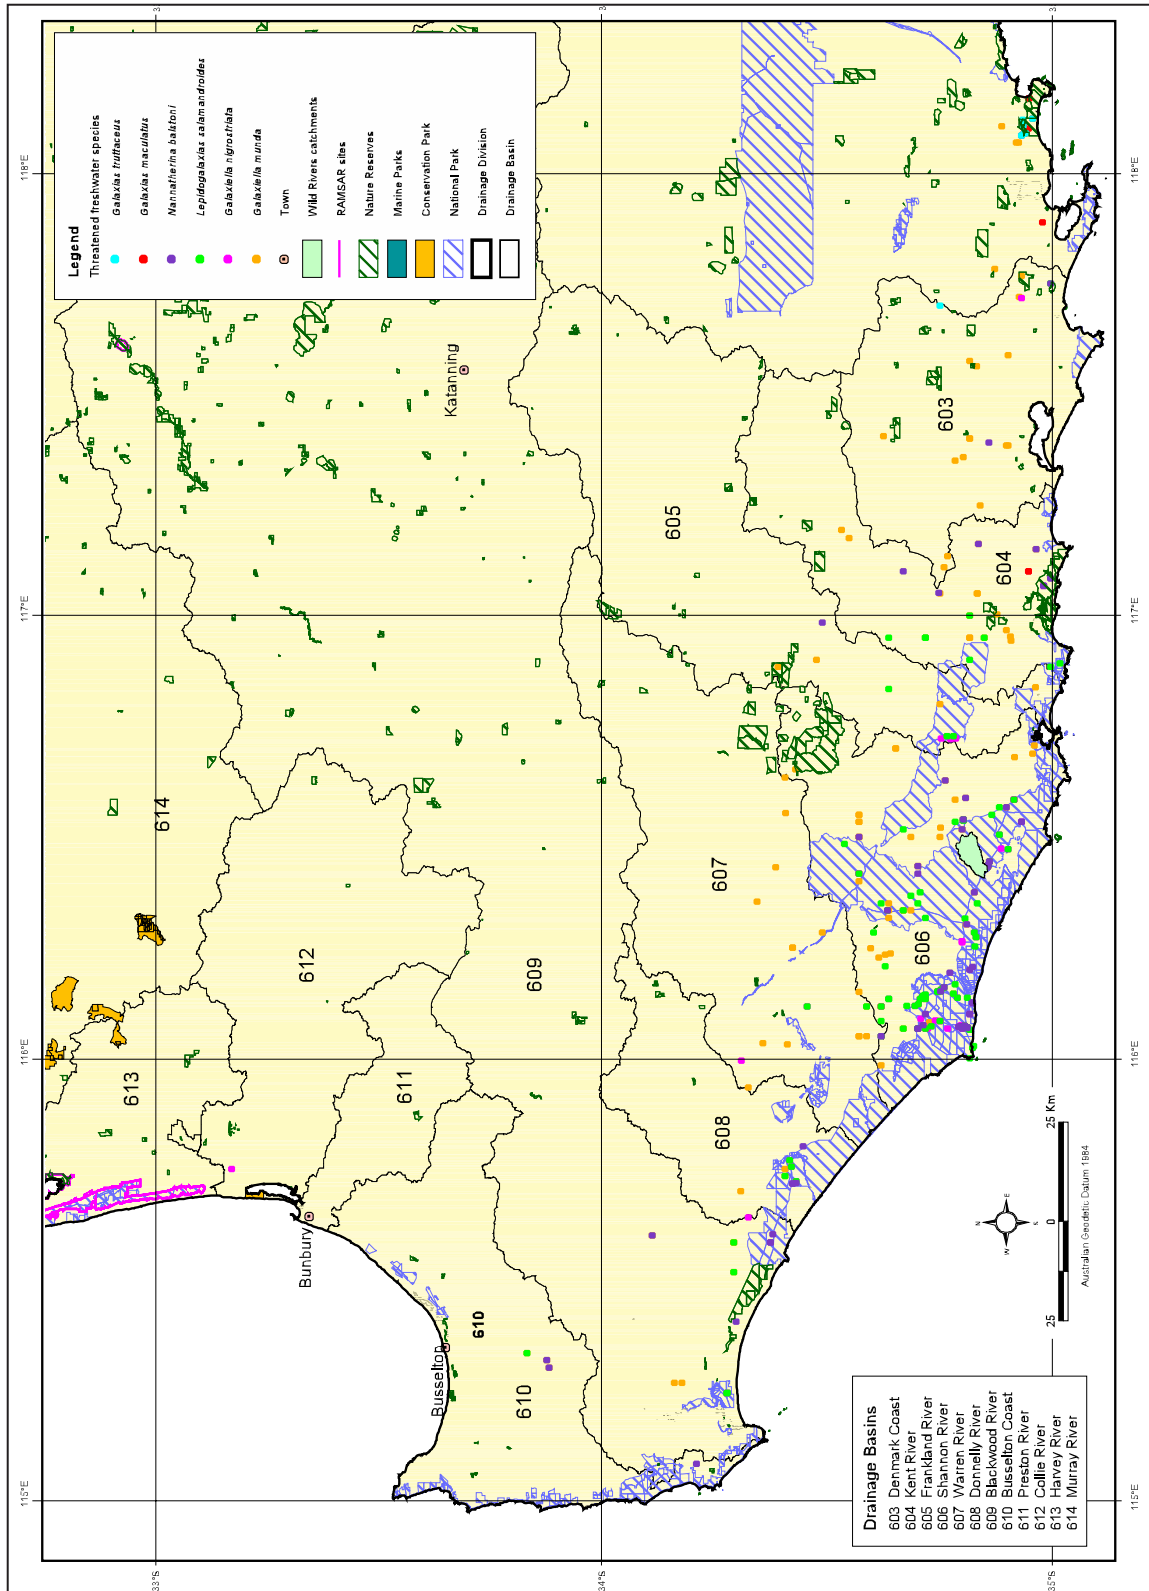 Legend
Threatened freshwater species
Galaxias truttaceus
Galaxias maculatus
Nannatherina balstoni
Lepidogalaxias salamandroides
Galaxiella nigrostriata
Galaxiella munda
Town
Wild Rivers catchments
RAMSAR sites
Nature Reserves
Marine Parks
Conservation Park
National Park
Drainage Division
Drainage Basin
115°E
116°E
117°E
118°E
33°S
34°S
35°S
115°E
116°E
117°E
118°E
614
613
612
611
610
610
609
608
607
606
605
604
603
Katanning
Bunbury
Busselton
Drainage Basins
603 Denmark Coast
604 Kent River
605 Frankland River
606 Shannon River
607 Warren River
608 Donnelly River
609 Blackwood River
610 Busselton Coast
611 Preston River
612 Collie River
613 Harvey River
614 Murray River
N
E
S
W
25 0 25 Km
Australian Geodetic Datum 1984